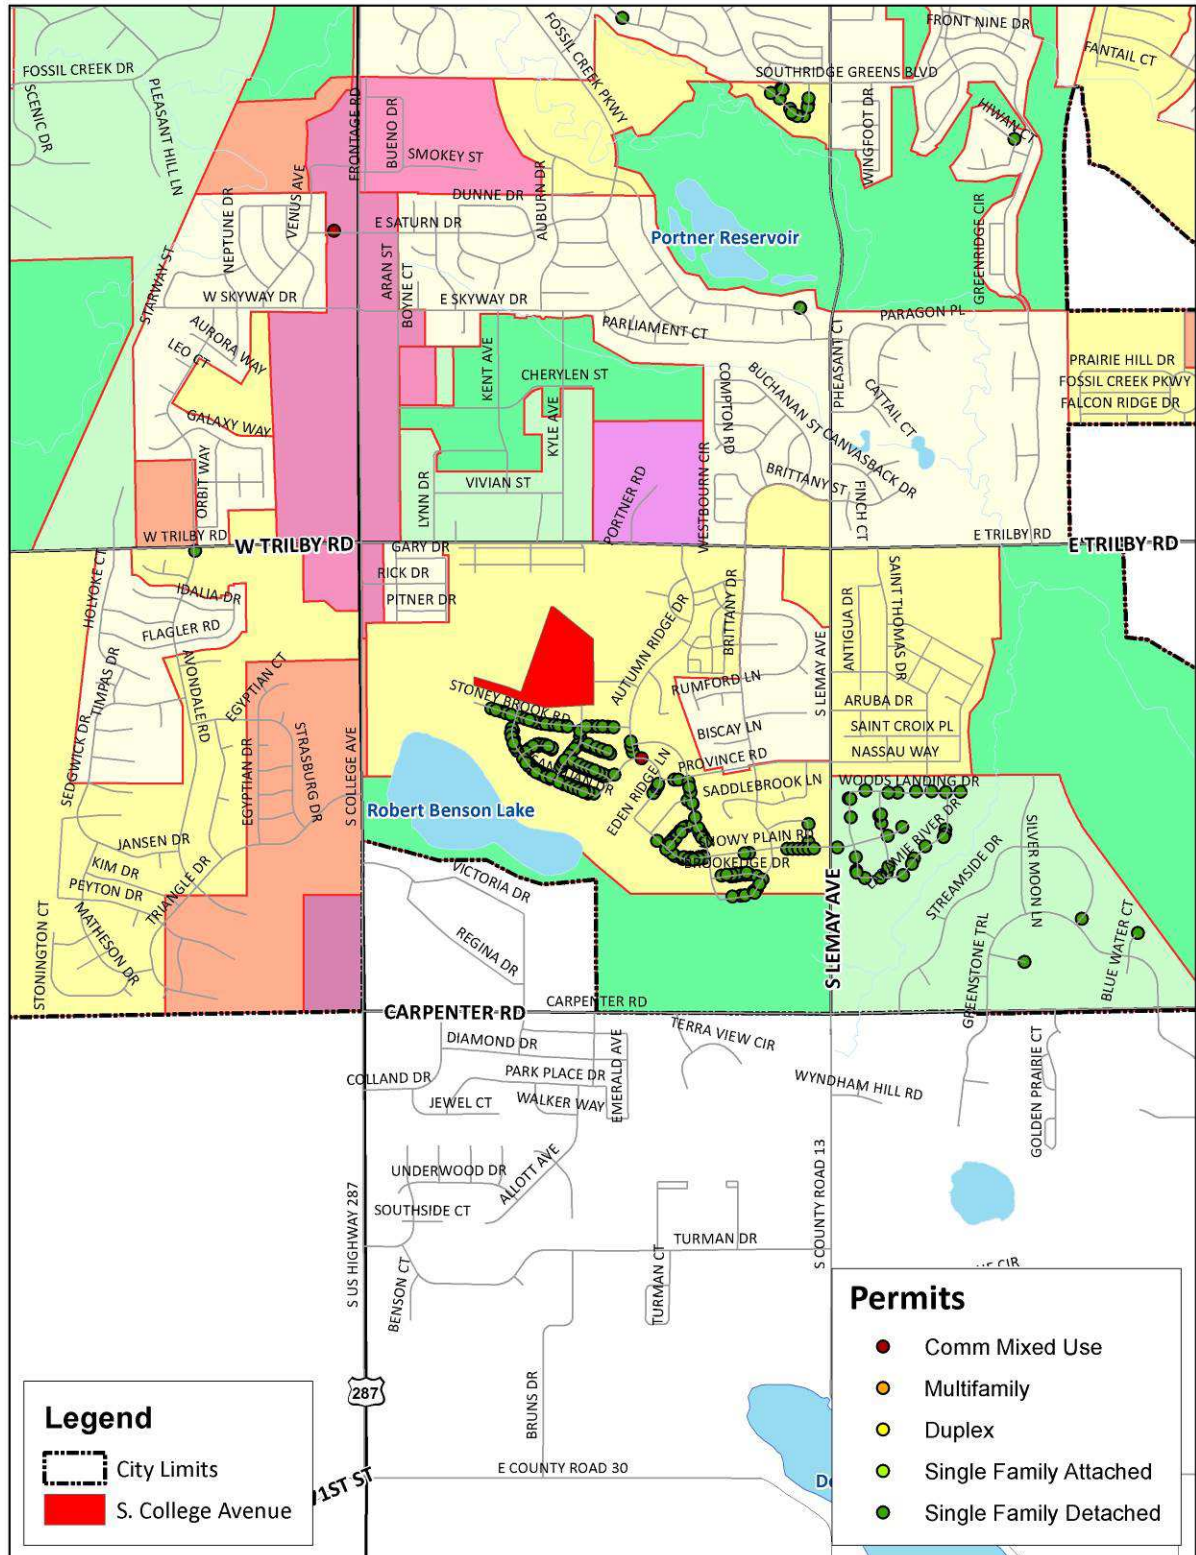 FRONT NINE DR
FOSSIL CREEK PKWY
FANTAIL CT
FOSSIL CREEK DR
SOUTHRIDGE GREENS BLVD
SCENIC DR
PLEASANT HILL LN
FRONTAGE RD
BUENO DR
WINGFOOT DR
HIWAN CT
SMOKEY ST
VENUS AVE
NEPTUNE DR
DUNNE DR
AUBURN DR
E SATURN DR
GREENRIDGE CIR
Portner Reservoir
STARWAY ST
ARAN ST
BOYNE CT
W SKYWAY DR
E SKYWAY DR
PARAGON PL
AURORA WAY
PARLIAMENT CT
PHEASANT CT
LEO CT
KENT AVE
PRAIRIE HILL DR
CHERYLEN ST
COMPTON RD
BUCHANAN ST
CATTAIL CT
FOSSIL CREEK PKWY
FALCON RIDGE DR
GALAXY WAY
KYLE AVE
CANVASBACK DR
ORBIT WAY
LYNN DR
VIVIAN ST
PORTNER RD
WESTBOURN CIR
BRITTANY ST
FINCH CT
W TRILBY RD
W TRILBY RD
E TRILBY RD
E TRILBY RD
GARY DR
HOLYOKE CT
RICK DR
IDALIA DR
PITNER DR
SAINT THOMAS DR
BRITTANY DR
ANTIGUA DR
FLAGLER RD
AUTUMN RIDGE DR
S LEMAY AVE
TIMPAS DR
AVONDALE RD
EGYPTIAN CT
STONEY BROOK RD
RUMFORD LN
ARUBA DR
BISCAY LN
SAINT CROIX PL
NASSAU WAY
SEDGWICK DR
STRASBURG DR
S COLLEGE AVE
EGYPTIAN DR
EDEN RIDGE LN
PROVINCE RD
SADDLEBROOK LN
WOODS LANDING DR
Robert Benson Lake
JANSEN DR
SNOWY PLAIN RD
BROOKEDGE DR
SILVER MOON LN
STREAMSIDE DR
KIM DR
PEYTON DR
TRIANGLE DR
VICTORIA DR
MATHESON DR
STONINGTON CT
REGINA DR
S LEMAY AVE
GREENSTONE TRL
BLUE WATER CT
CARPENTER RD
CARPENTER RD
TERRA VIEW CIR
DIAMOND DR
EMERALD AVE
GOLDEN PRAIRIE CT
COLLAND DR
PARK PLACE DR
WYNDHAM HILL RD
JEWEL CT
WALKER WAY
UNDERWOOD DR
ALLOTT AVE
S COUNTY ROAD 13
S US HIGHWAY 287
SOUTHSIDE CT
TURMAN DR
BENSON CT
TURMAN CT
287
BRUNS DR
E COUNTY ROAD 30
Permits
Comm Mixed Use
Multifamily
Duplex
Single Family Attached
Single Family Detached
Legend
City Limits
S. College Avenue